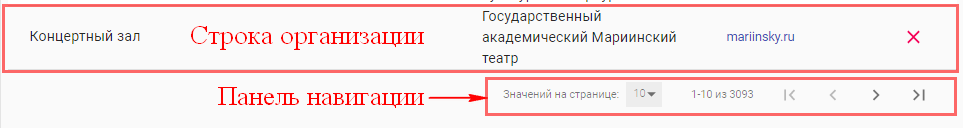 Государственный
Концертный зал Строка организации академический Мариинский mariinsky.ru
театр
Панель навигации Значений на странице: 10 1-10 из 3093